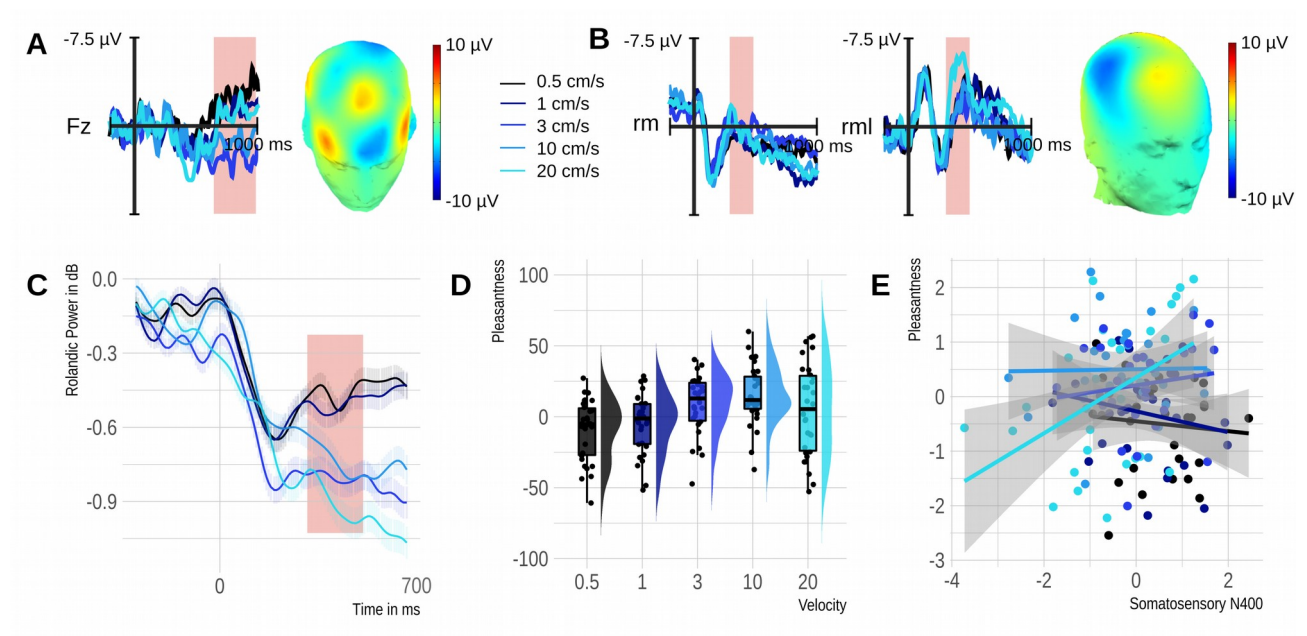 A
-7.5 µV
Fz
1000 ms
10 µV
-10 µV
0.5 cm/s
1 cm/s
3 cm/s
10 cm/s
20 cm/s
B
-7.5 µV
rm
1000 ms
-7.5 µV
rml
1000 ms
10 µV
-10 µV
C
Rolandic Power in dB
0.0
-0.3
-0.6
-0.9
0
700
Time in ms
D
Pleasantness
100
50
0
-50
-100
0.5
1
3
10
20
Velocity
E
Pleasantness
2
1
0
-1
-2
-3
-4
-2
0
2
Somatosensory N400